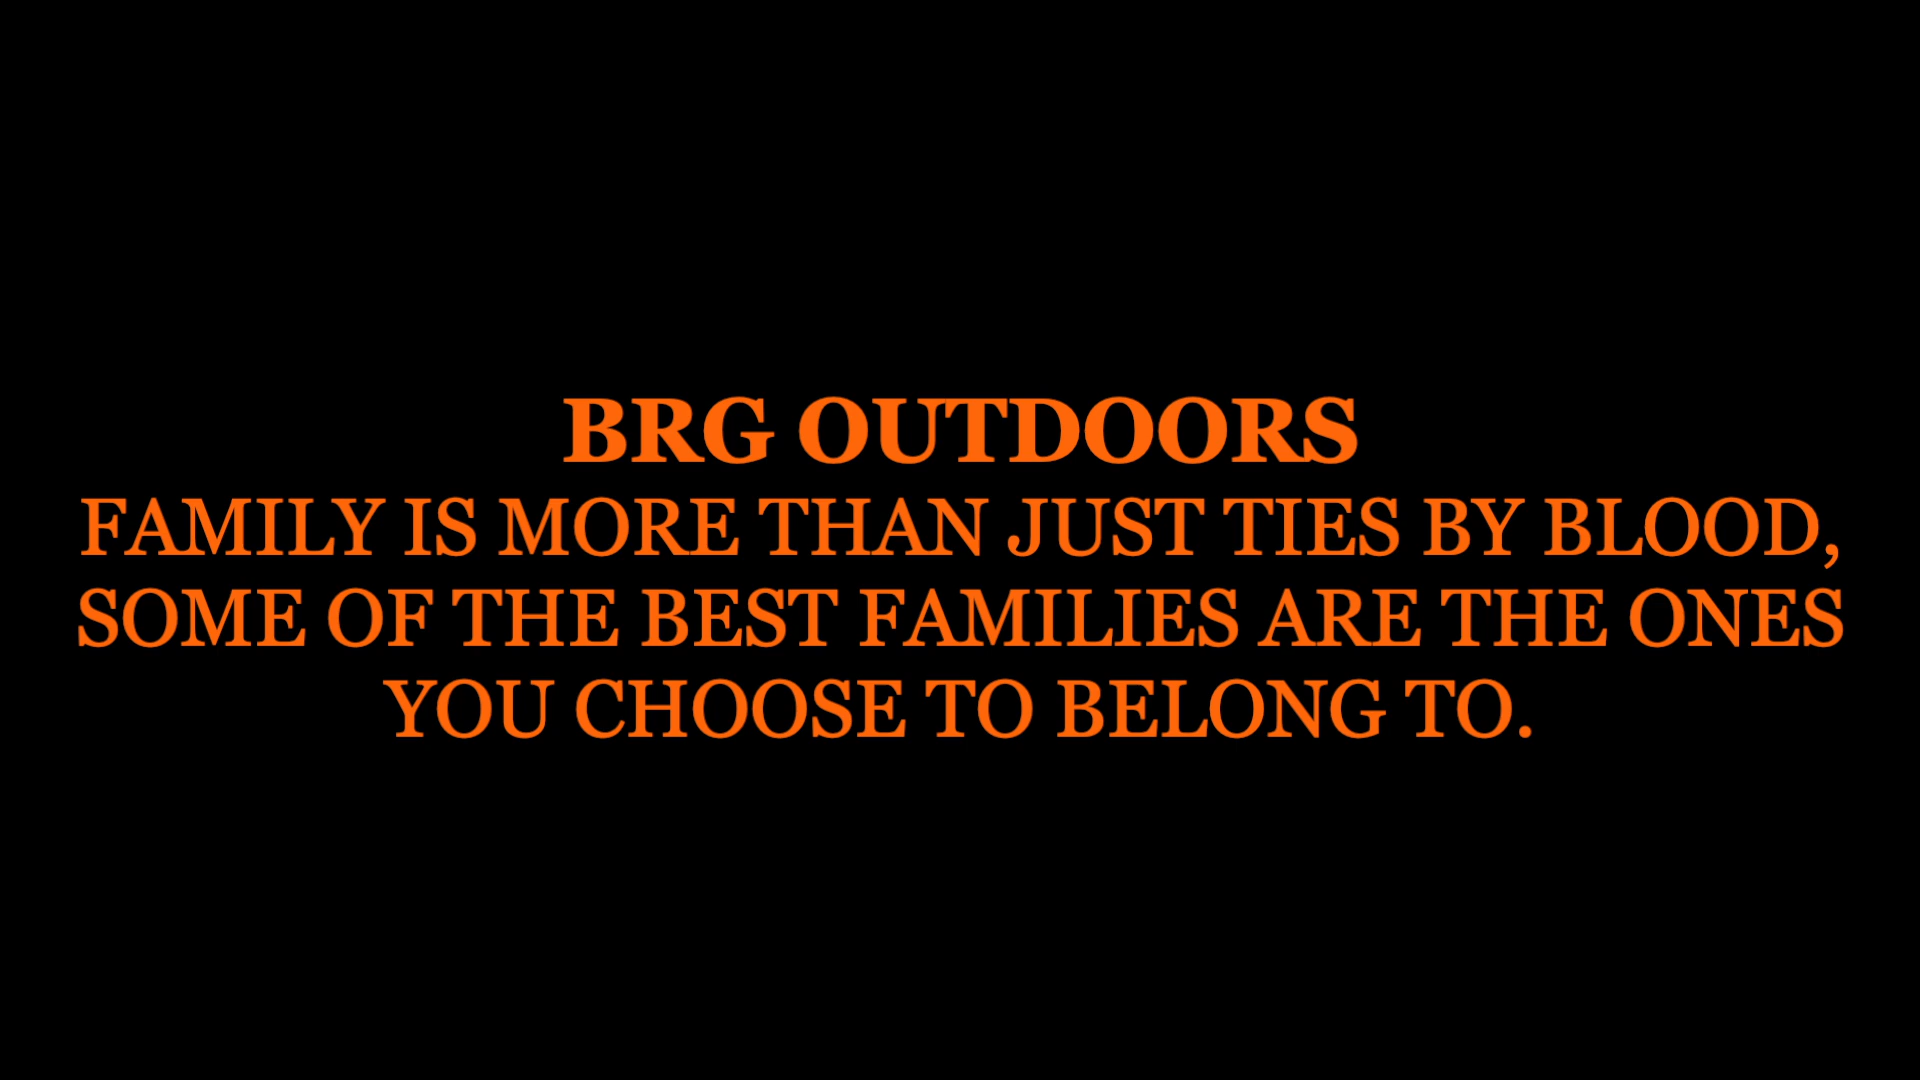 BRG OUTDOORS
FAMILY IS MORE THAN JUST TIES BY BLOOD,
SOME OF THE BEST FAMILIES ARE THE ONES
YOU CHOOSE TO BELONG TO.